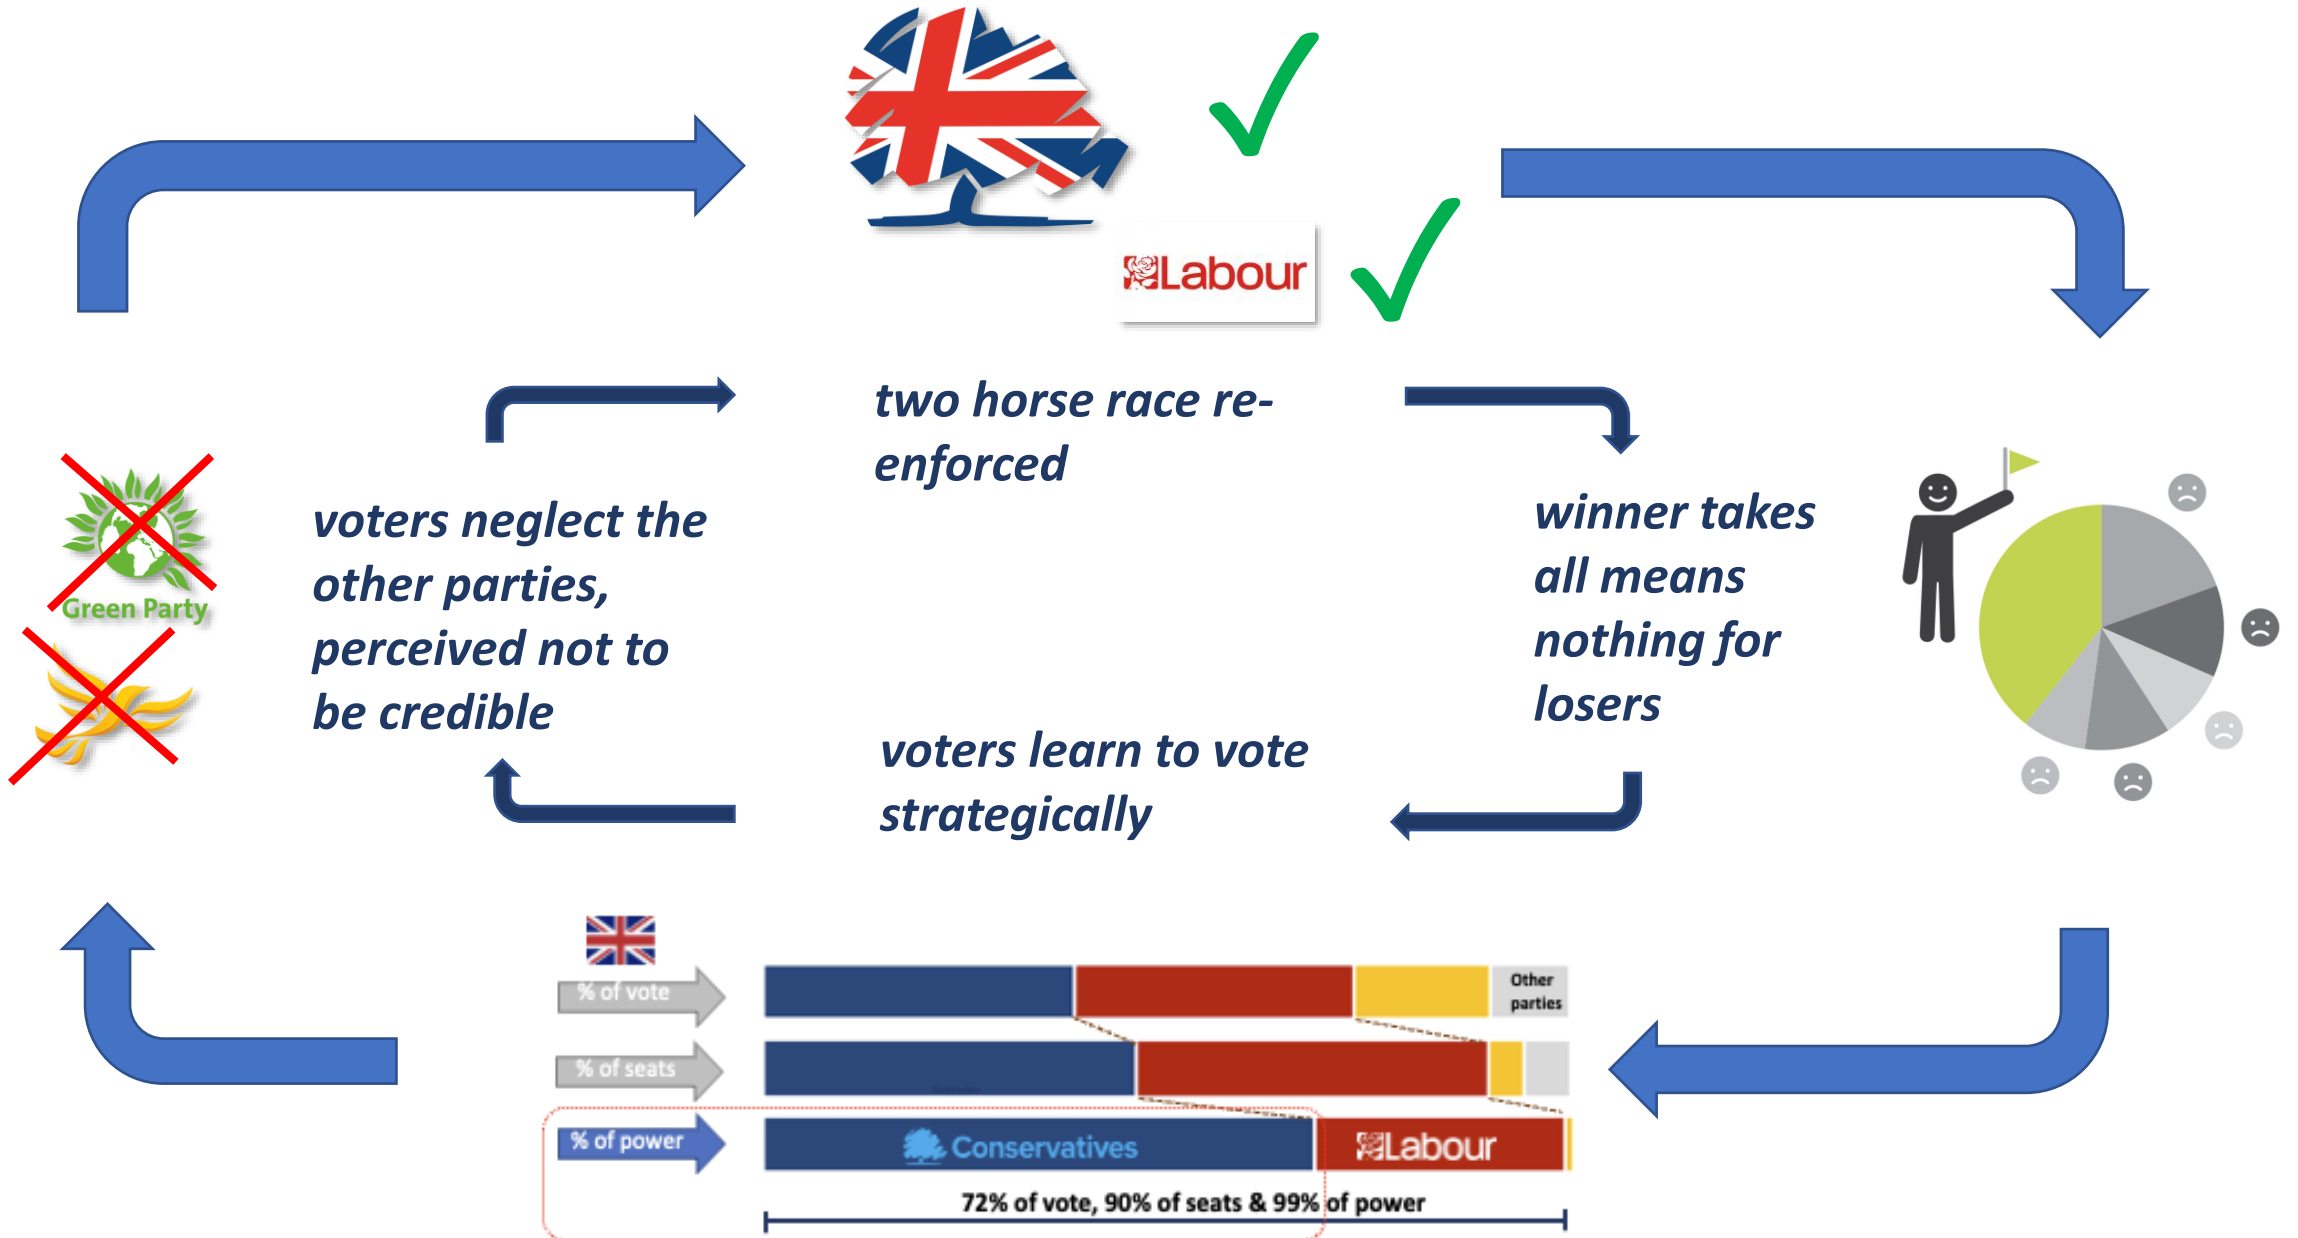 Labour
two horse race re-
enforced
voters neglect the
other parties,
perceived not to
be credible
winner takes
all means
nothing for
losers
Green Party
voters learn to vote
strategically
% of vote
Other
parties
% of seats
% of power
Conservatives
Labour
72% of vote, 90% of seats & 99% of power